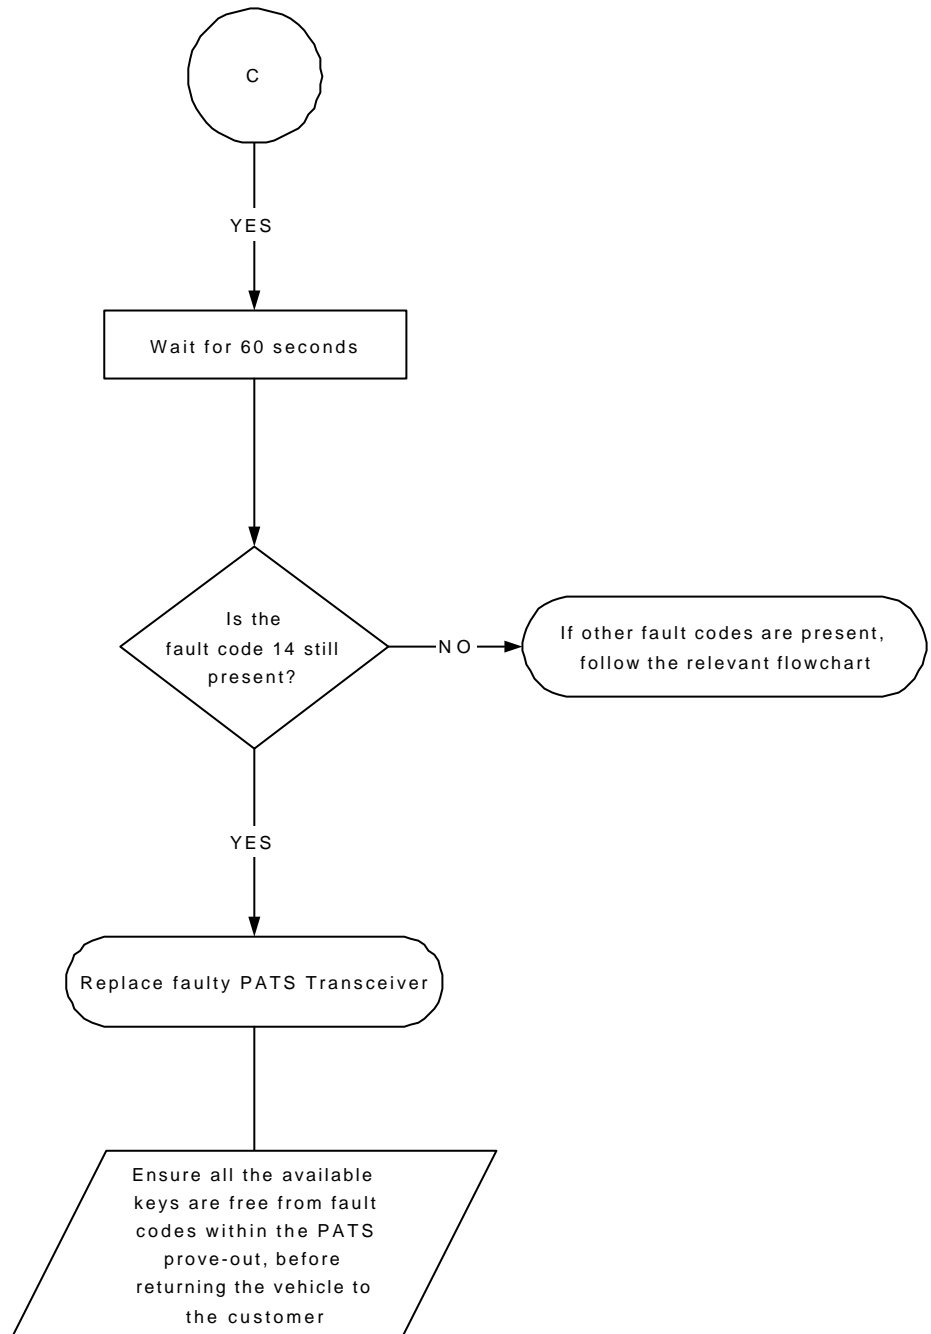 C
YES
Wait for 60 seconds
Is the
fault code 14 still
present?
NO
If other fault codes are present,
follow the relevant flowchart
YES
Replace faulty PATS Transceiver
Ensure all the available
keys are free from fault
codes within the PATS
prove-out, before
returning the vehicle to
the customer